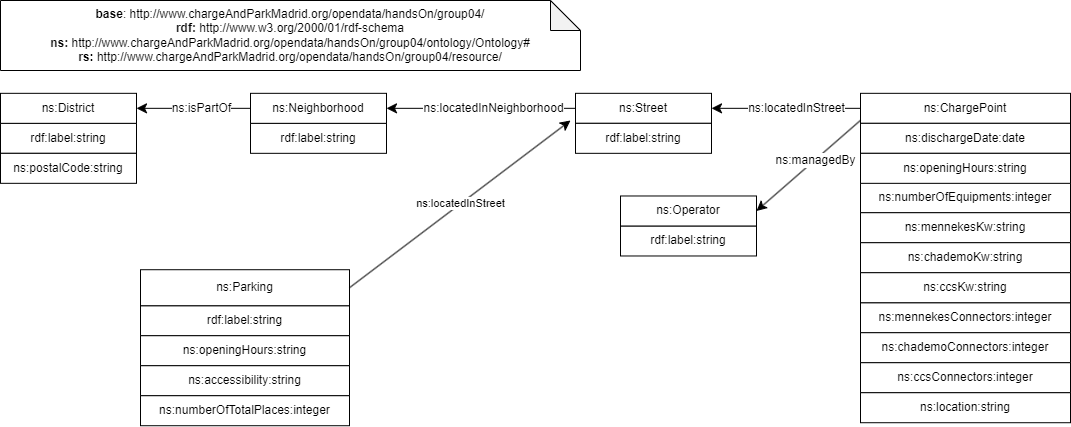 base: http://www.chargeAndParkMadrid.org/opendata/handsOn/group04/
rdf: http://www.w3.org/2000/01/rdf-schema
ns: http://www.chargeAndParkMadrid.org/opendata/handsOn/group04/ontology/Ontology#
rs: http://www.chargeAndParkMadrid.org/opendata/handsOn/group04/resource/
ns:District
rdf:label:string
ns:postalCode:string
ns:isPartOf
ns:Neighborhood
rdf:label:string
ns:locatedInNeighborhood
ns:Street
rdf:label:string
ns:locatedInStreet
ns:ChargePoint
ns:dischargeDate:date
ns:openingHours:string
ns:numberOfEquipments:integer
ns:mennekesKw:string
ns:chademoKw:string
ns:ccsKw:string
ns:mennekesConnectors:integer
ns:chademoConnectors:integer
ns:ccsConnectors:integer
ns:location:string
ns:managedBy
ns:Operator
rdf:label:string
ns:locatedInStreet
ns:Parking
rdf:label:string
ns:openingHours:string
ns:accessibility:string
ns:numberOfTotalPlaces:integer